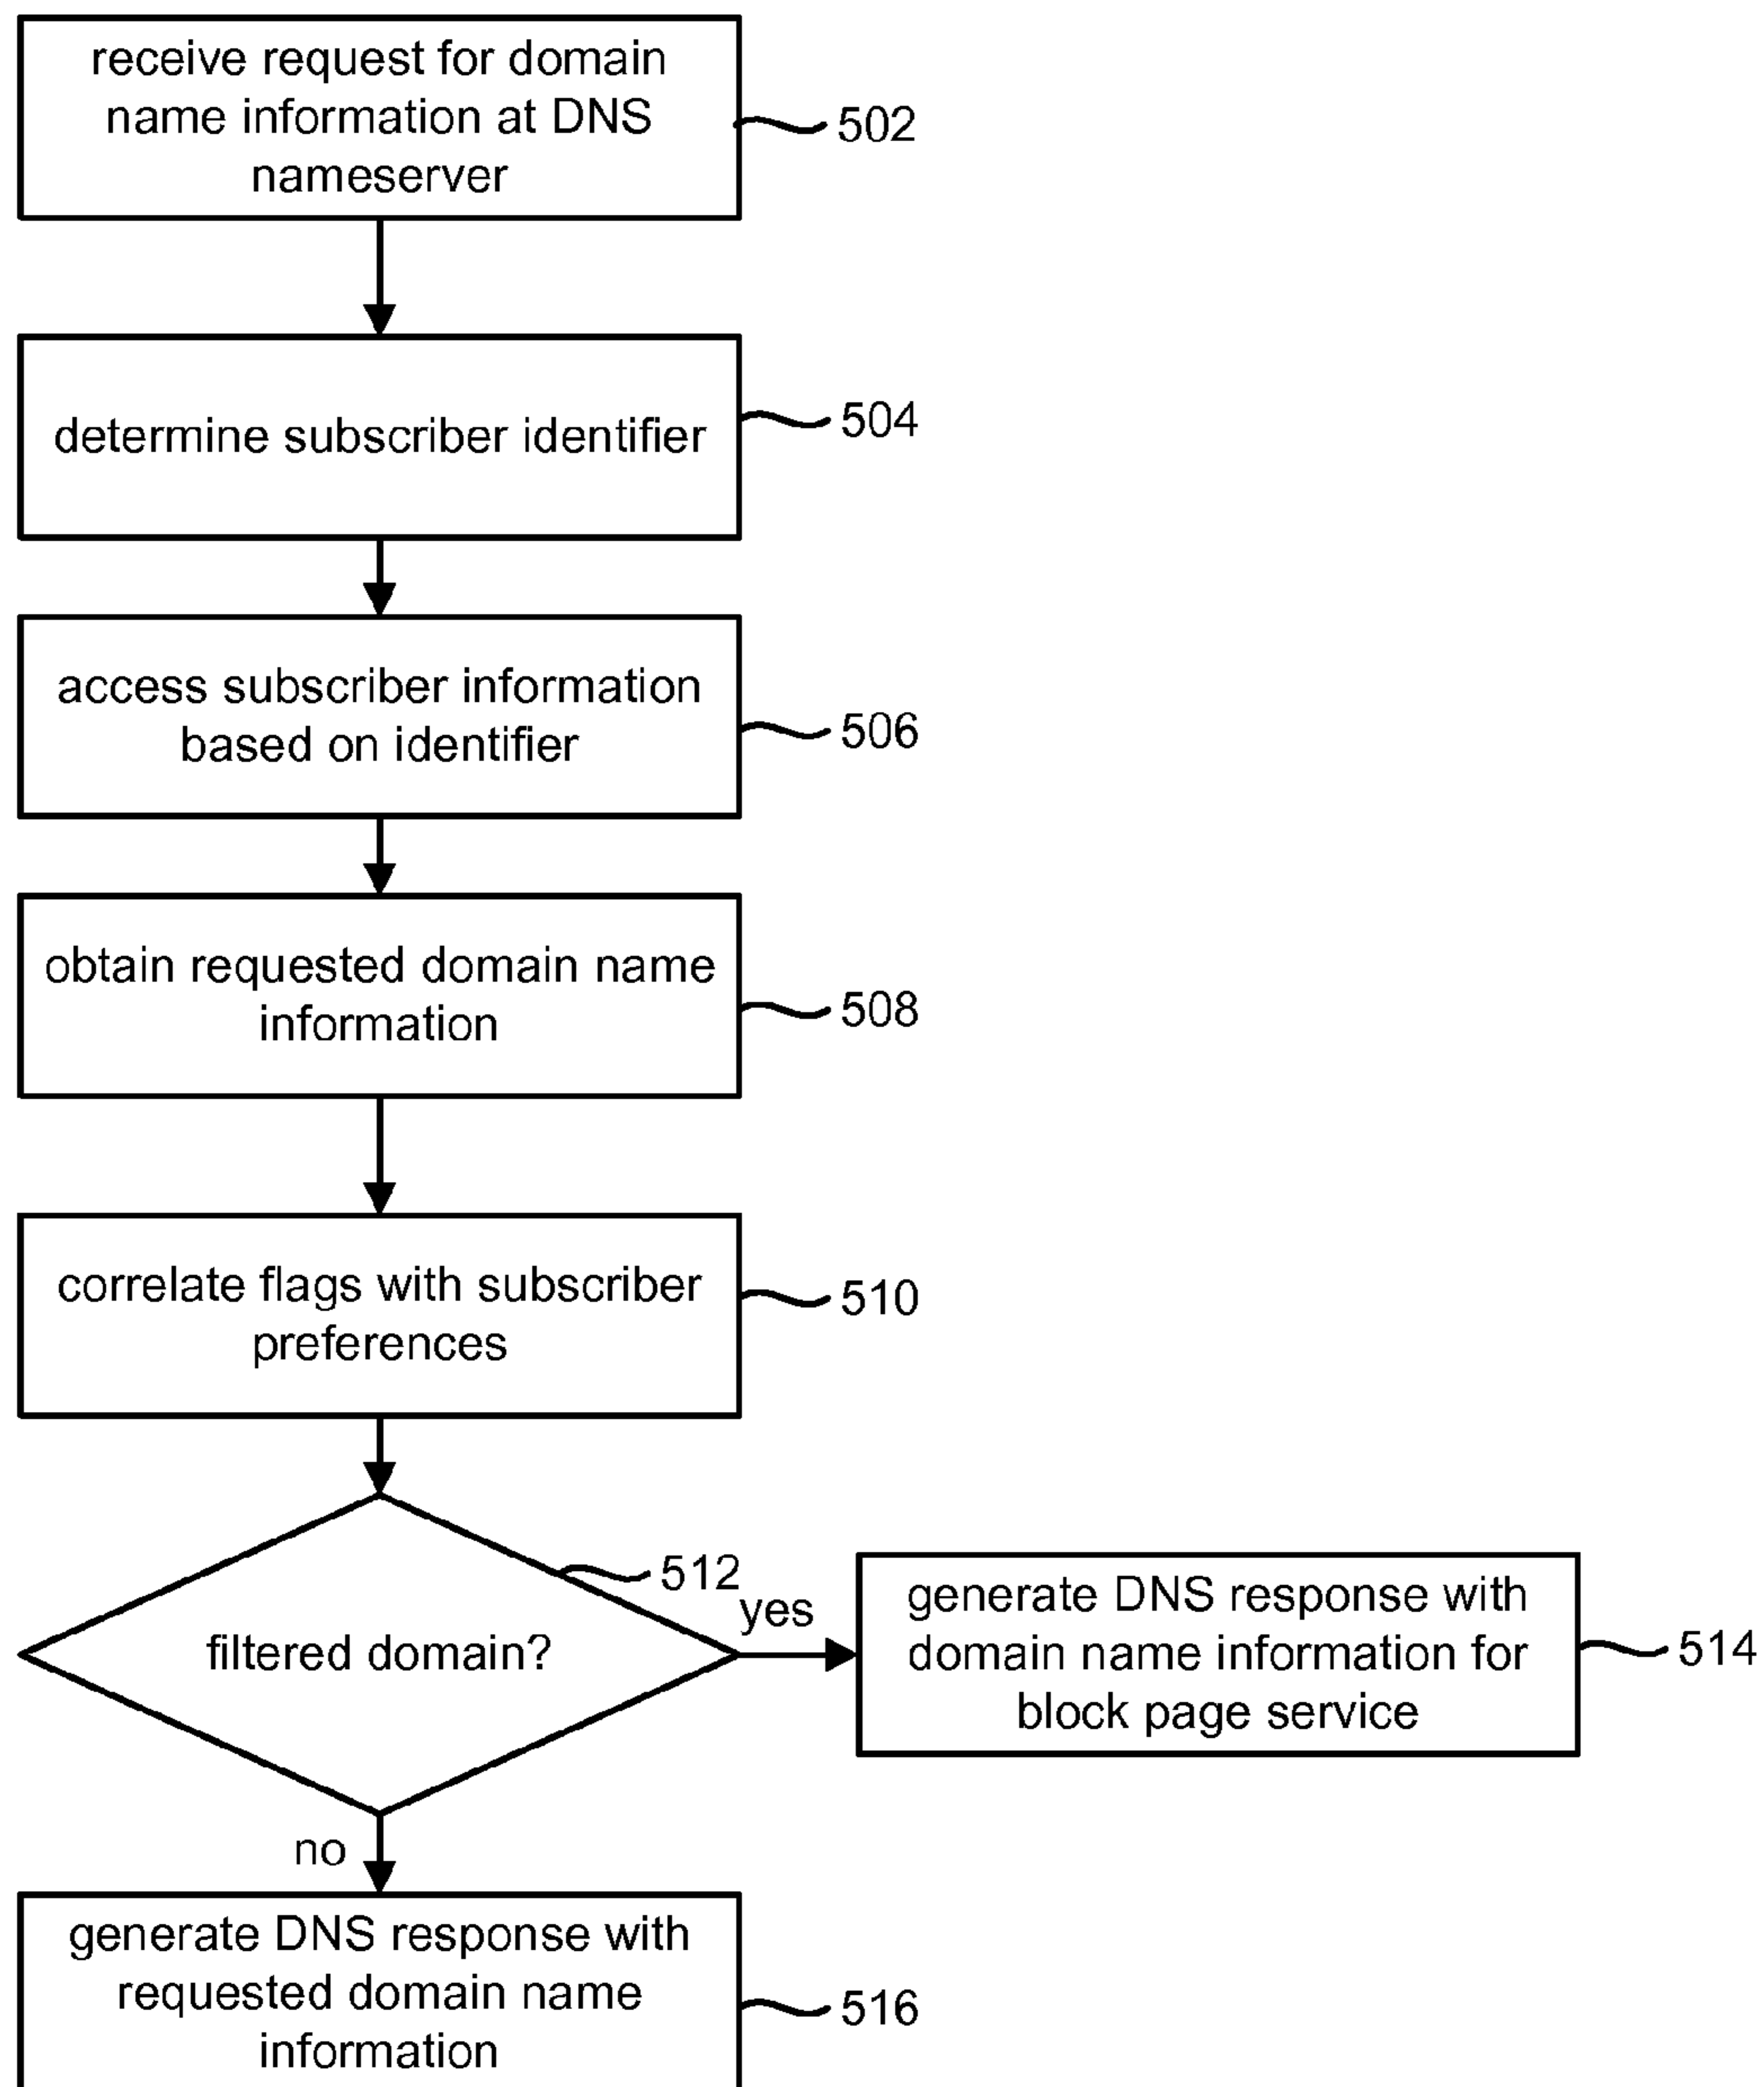 receive request for domain
name information at DNS
nameserver
502
determine subscriber identifier
504
access subscriber information
based on identifier
506
obtain requested domain name
information
508
correlate flags with subscriber
preferences
510
filtered domain?
512
yes
generate DNS response with
domain name information for
block page service
514
no
generate DNS response with
requested domain name
information
516